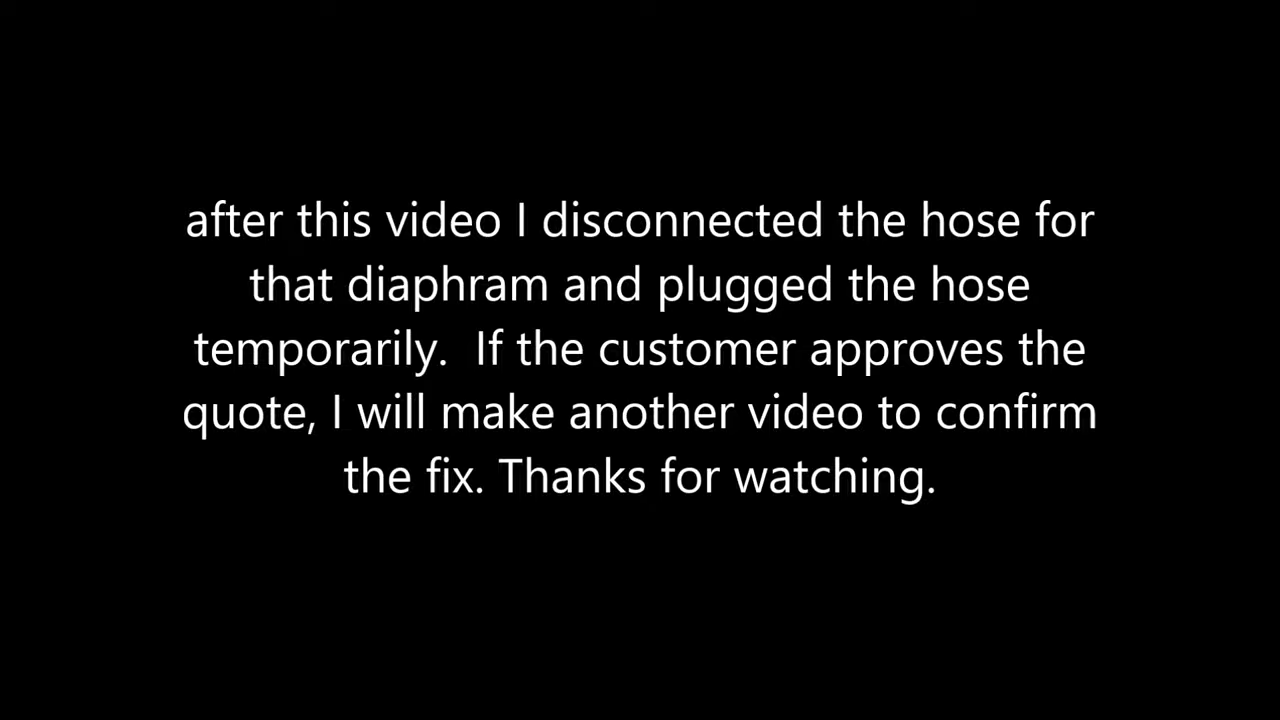 after this video I disconnected the hose for
that diaphram and plugged the hose
temporarily.  If the customer approves the
quote, I will make another video to confirm
the fix. Thanks for watching.